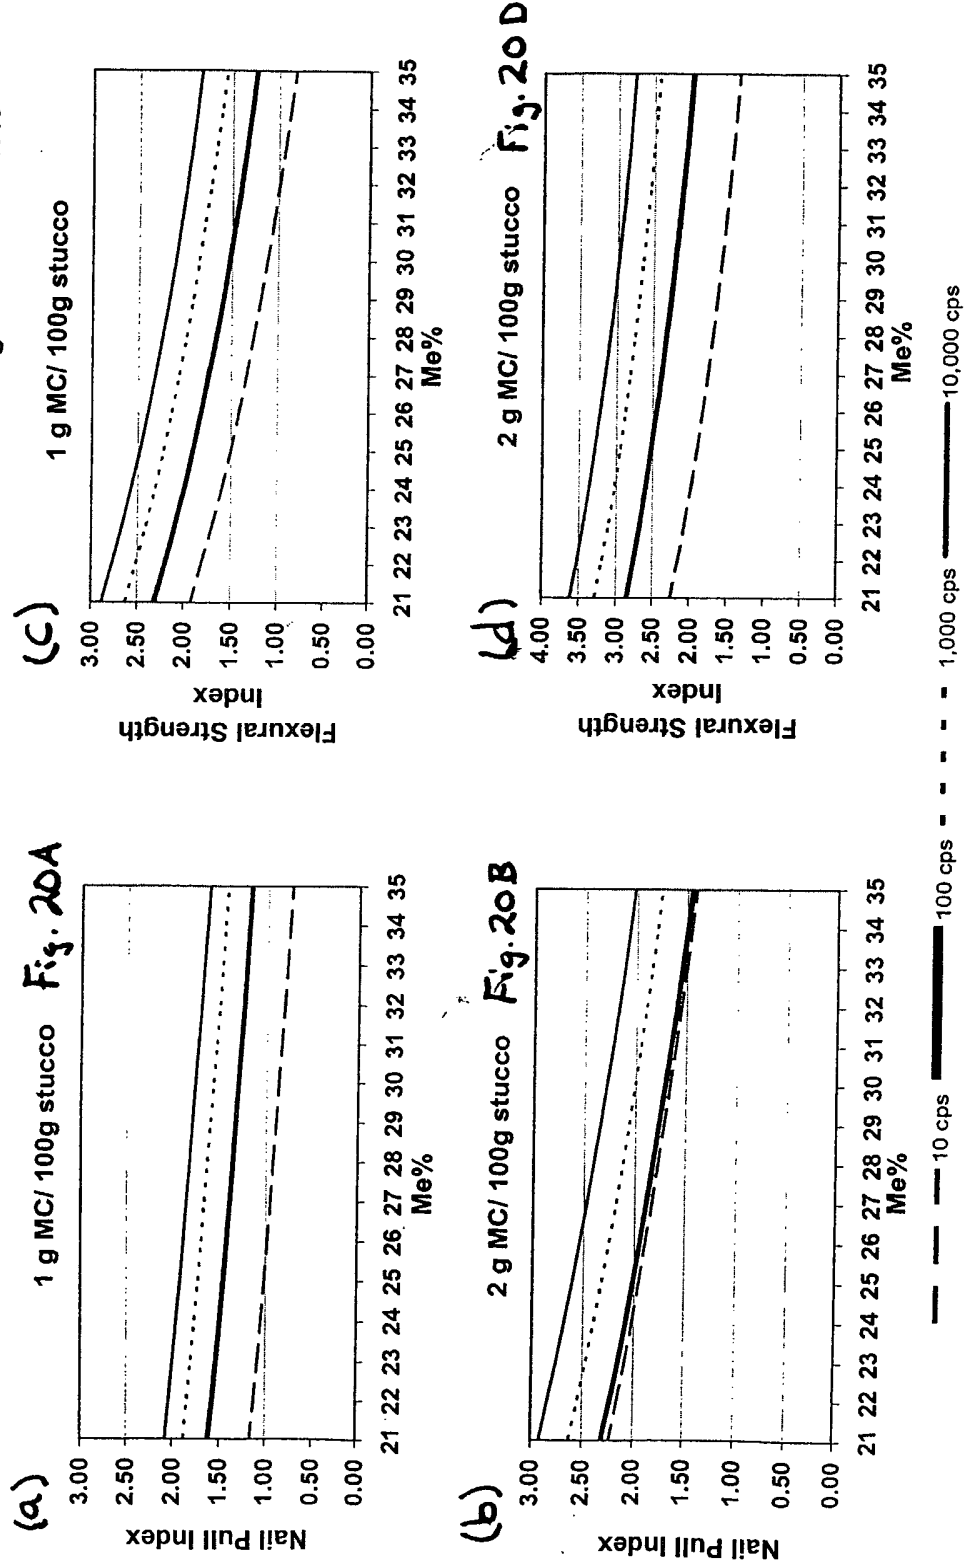 (a)
1 g MC/ 100g stucco Fig. 20A
Nail Pull Index
3.00
2.50
2.00
1.50
1.00
0.50
0.00
21 22 23 24 25 26 27 28 29 30 31 32 33 34 35
Me%
(c)
1 g MC/ 100g stucco
Flexural Strength
Index
3.00
2.50
2.00
1.50
1.00
0.50
0.00
21 22 23 24 25 26 27 28 29 30 31 32 33 34 35
Me%
(b)
2 g MC/ 100g stucco Fig. 20B
Nail Pull Index
3.00
2.50
2.00
1.50
1.00
0.50
0.00
21 22 23 24 25 26 27 28 29 30 31 32 33 34 35
Me%
(d)
2 g MC/ 100g stucco Fig. 20D
Flexural Strength
Index
4.00
3.50
3.00
2.50
2.00
1.50
1.00
0.50
0.00
21 22 23 24 25 26 27 28 29 30 31 32 33 34 35
Me%
10 cps 100 cps 1,000 cps 10,000 cps